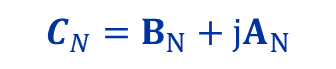 C_N = B_N + jA_N